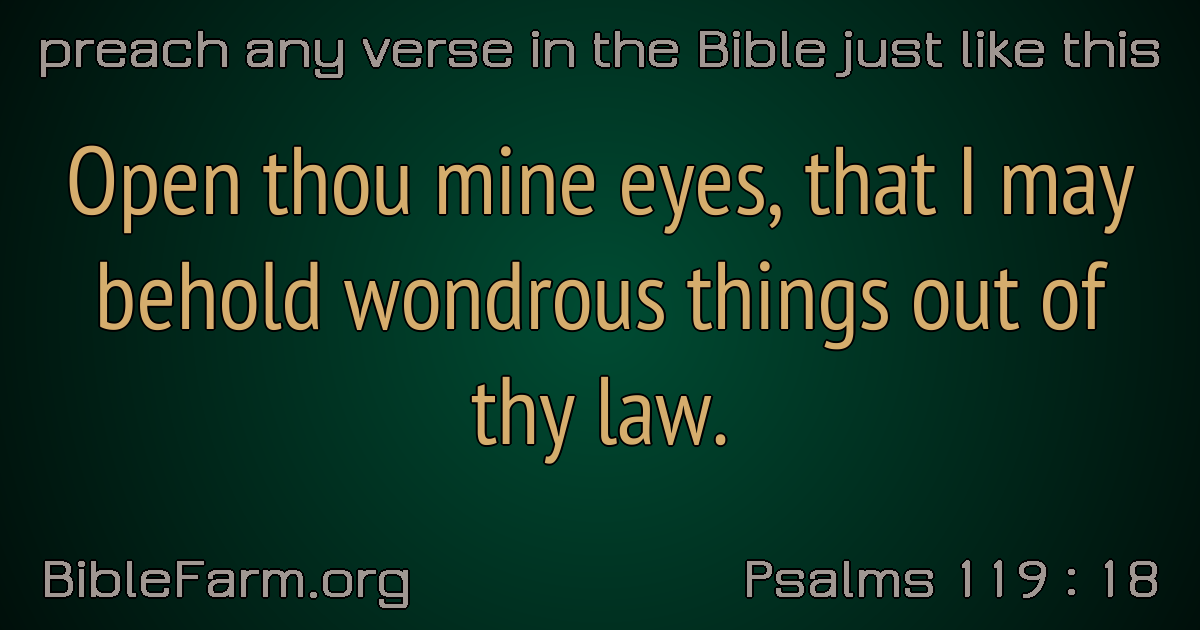 preach any verse in the Bible just like this
Open thou mine eyes, that I may
behold wondrous things out of
thy law.
BibleFarm.org
Psalms 119 : 18